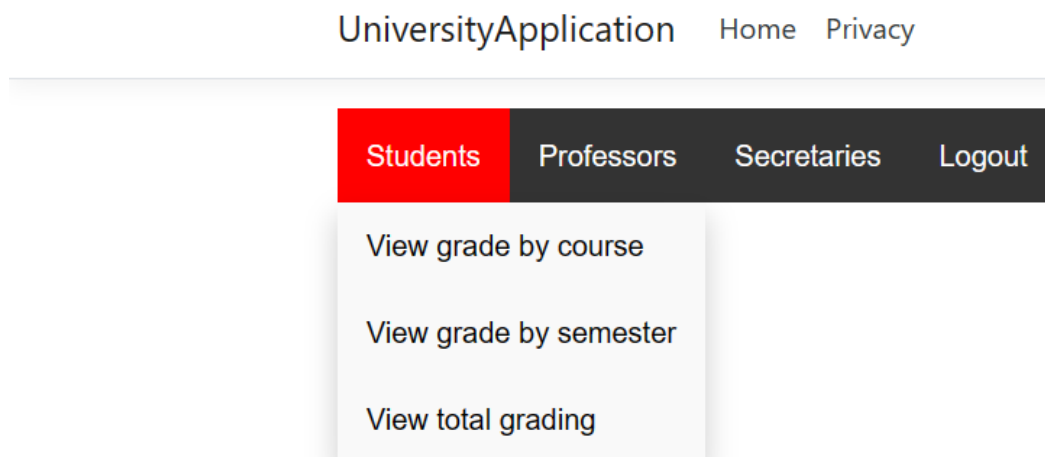 UniversityApplication Home Privacy
Students Professors Secretaries Logout
View grade by course
View grade by semester
View total grading